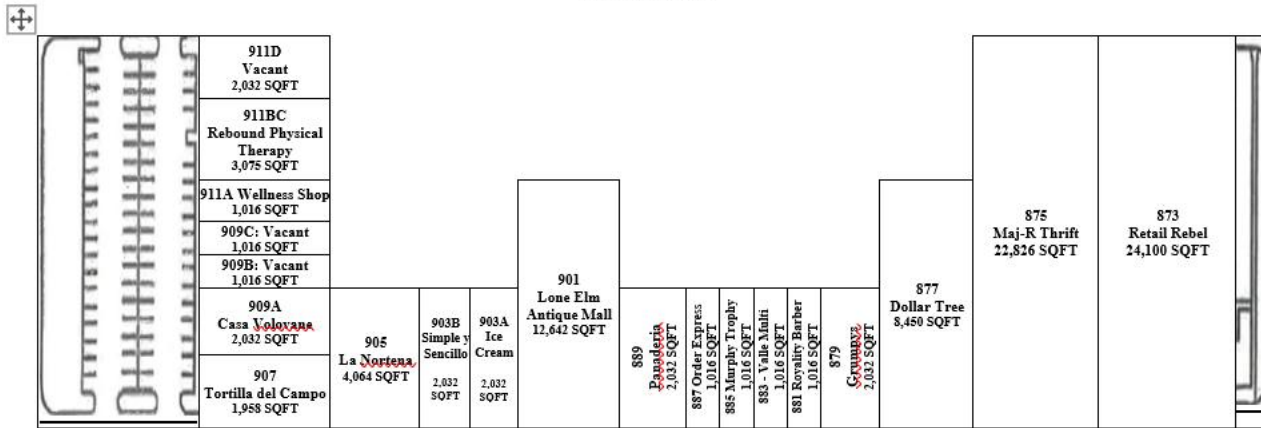 911D
Vacant
2,032 SQFT
911BC
Rebound Physical
Therapy
3,075 SQFT
911A Wellness Shop
1,016 SQFT
909C: Vacant
1,016 SQFT
909B: Vacant
1,016 SQFT
909A
Casa Volovane
2,032 SQFT
907
Tortilla del Campo
1,958 SQFT
905
La Nortena
4,064 SQFT
903B
Simple y
Sencillo
2,032
SQFT
903A
Ice
Cream
2,032
SQFT
901
Lone Elm
Antique Mall
12,642 SQFT
889
Panaderia
2,032 SQFT
887 Order Express
1,016 SQFT
885 Murphy Trophy
1,016 SQFT
883 - Valle Multi
1,016 SQFT
881 Royality Barber
1,016 SQFT
879
Grumpys
2,032 SQFT
877
Dollar Tree
8,450 SQFT
875
Maj-R Thrift
22,826 SQFT
873
Retail Rebel
24,100 SQFT